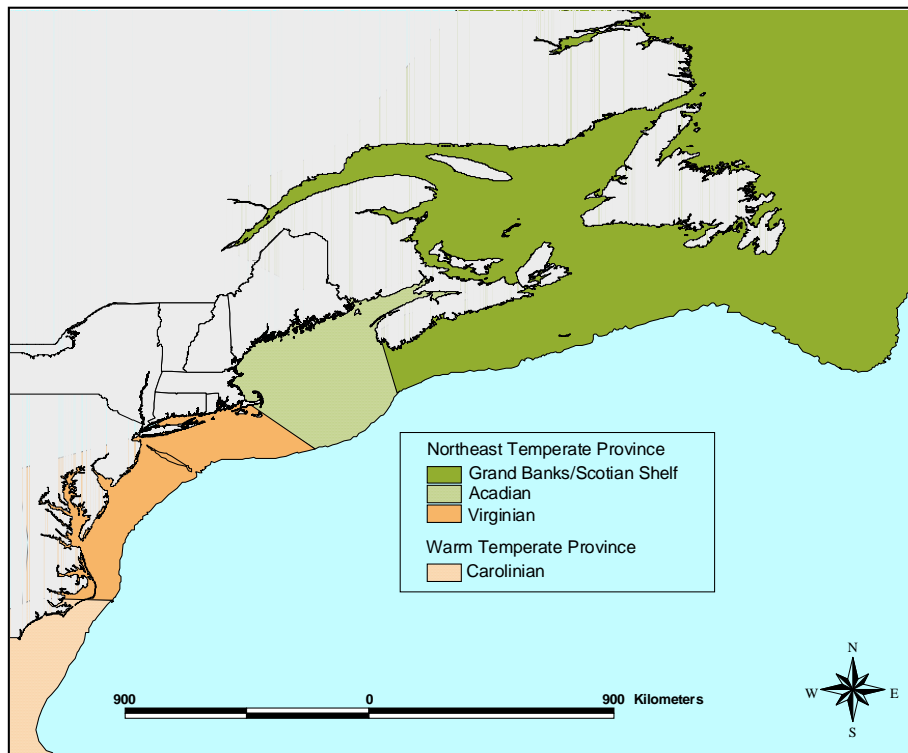 Northeast Temperate Province
Grand Banks/Scotian Shelf
Acadian
Virginian
Warm Temperate Province
Carolinian
900 0 900 Kilometers
N
W E
S